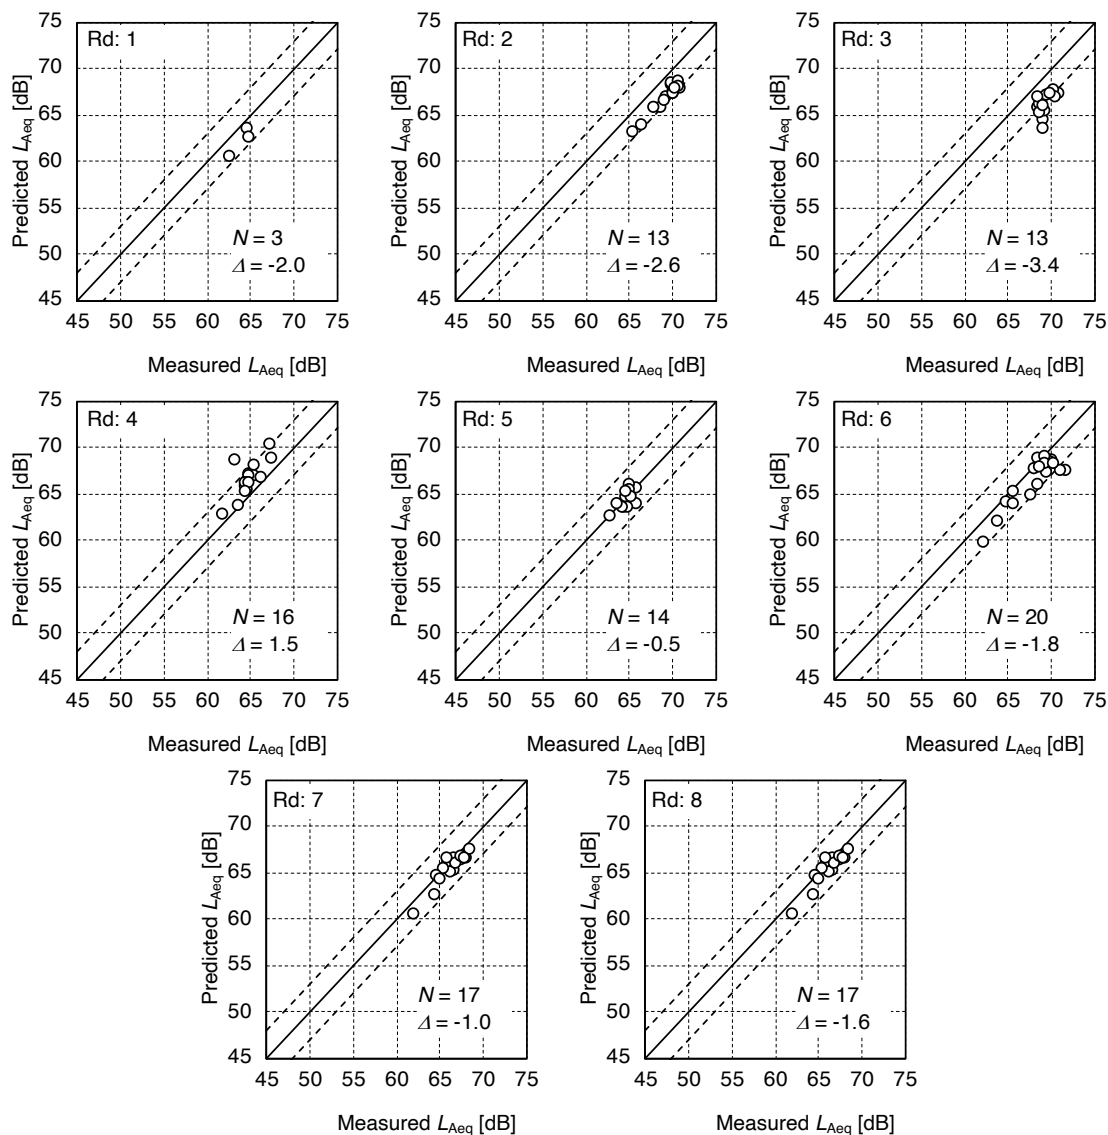 Rd: 1
Predicted LAeq [dB]
75
70
65
60
55
50
45
N = 3
Δ = -2.0
45 50 55 60 65 70 75
Measured LAeq [dB]
Rd: 2
Predicted LAeq [dB]
75
70
65
60
55
50
45
N = 13
Δ = -2.6
45 50 55 60 65 70 75
Measured LAeq [dB]
Rd: 3
Predicted LAeq [dB]
75
70
65
60
55
50
45
N = 13
Δ = -3.4
45 50 55 60 65 70 75
Measured LAeq [dB]
Rd: 4
Predicted LAeq [dB]
75
70
65
60
55
50
45
N = 16
Δ = 1.5
45 50 55 60 65 70 75
Measured LAeq [dB]
Rd: 5
Predicted LAeq [dB]
75
70
65
60
55
50
45
N = 14
Δ = -0.5
45 50 55 60 65 70 75
Measured LAeq [dB]
Rd: 6
Predicted LAeq [dB]
75
70
65
60
55
50
45
N = 20
Δ = -1.8
45 50 55 60 65 70 75
Measured LAeq [dB]
Rd: 7
Predicted LAeq [dB]
75
70
65
60
55
50
45
N = 17
Δ = -1.0
45 50 55 60 65 70 75
Measured LAeq [dB]
Rd: 8
Predicted LAeq [dB]
75
70
65
60
55
50
45
N = 17
Δ = -1.6
45 50 55 60 65 70 75
Measured LAeq [dB]